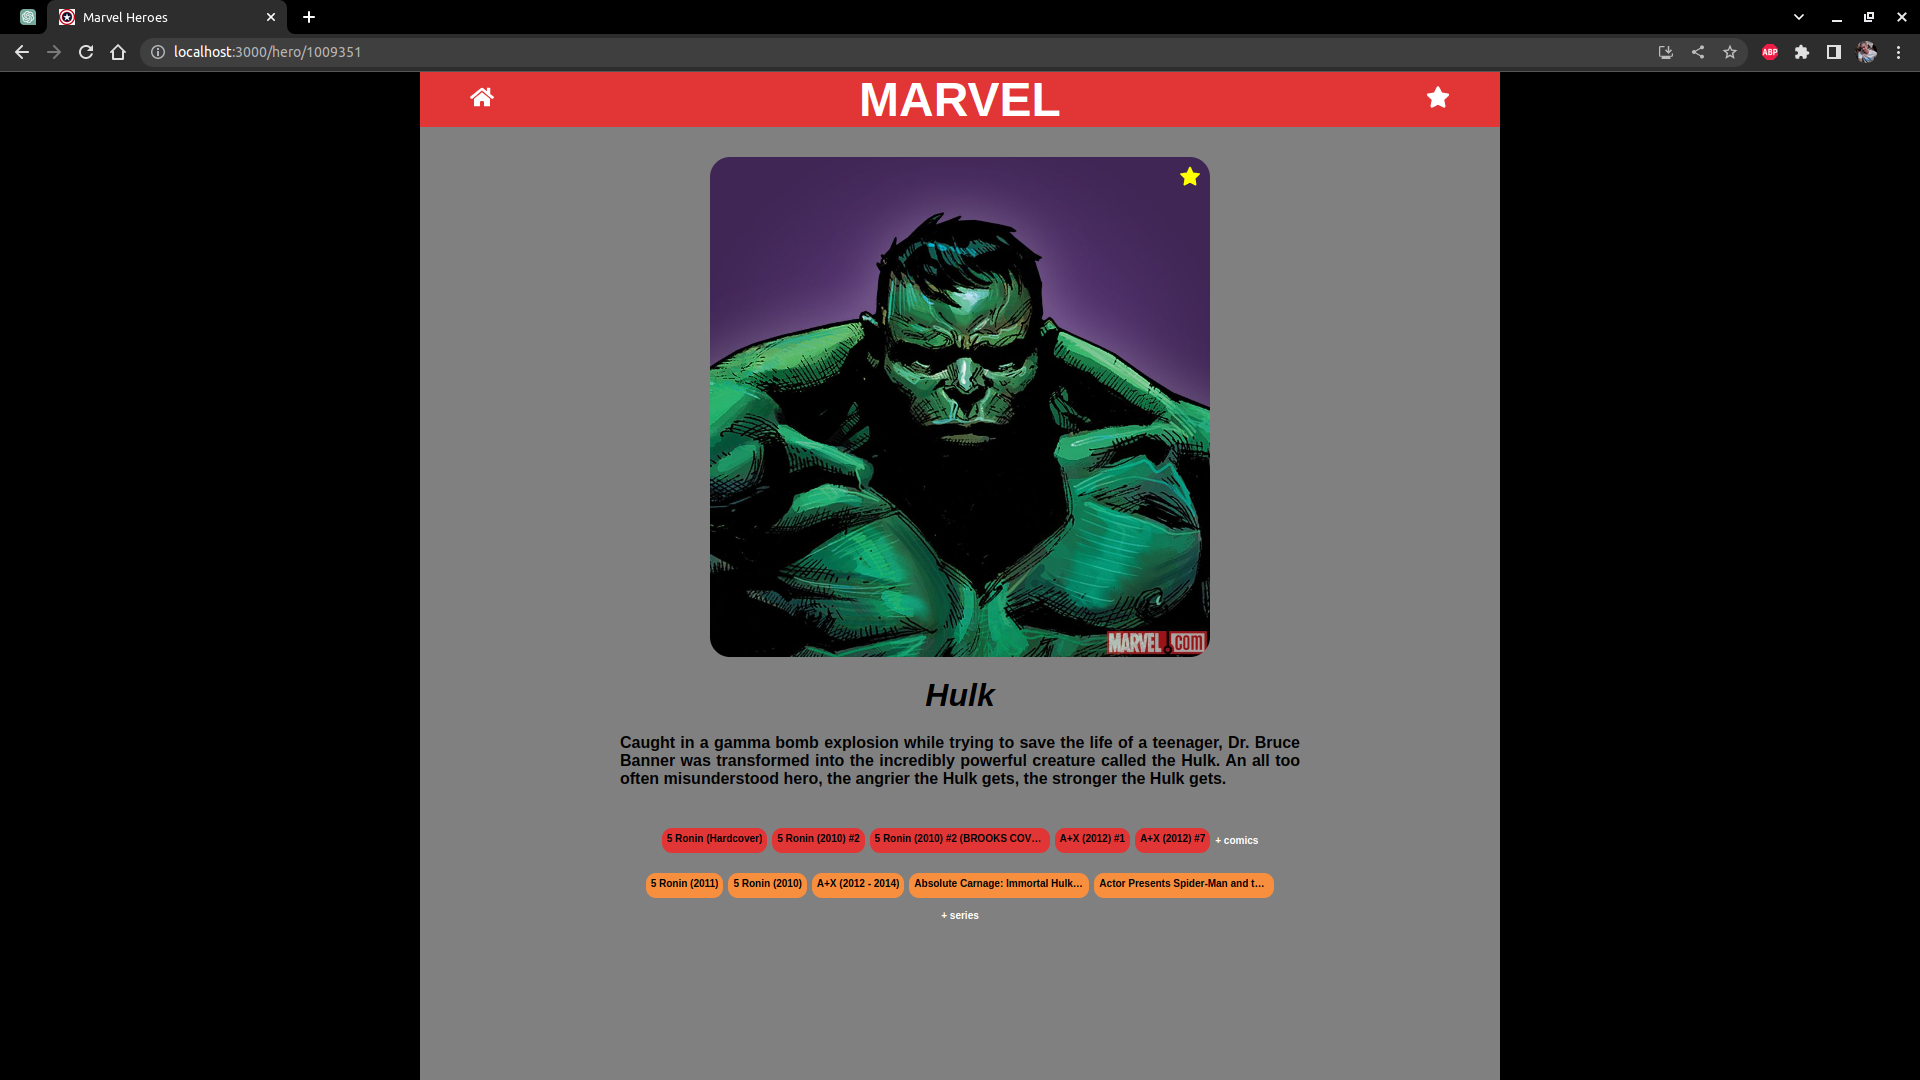 Marvel Heroes
localhost:3000/hero/1009351
ABP
MARVEL
MARVEL.com
Hulk
Caught in a gamma bomb explosion while trying to save the life of a teenager, Dr. Bruce
Banner was transformed into the incredibly powerful creature called the Hulk. An all too
often misunderstood hero, the angrier the Hulk gets, the stronger the Hulk gets.
5 Ronin (Hardcover) 5 Ronin (2010) #2 5 Ronin (2010) #2 (BROOKS COV... A+X (2012) #1 A+X (2012) #7 + comics
5 Ronin (2011) 5 Ronin (2010) A+X (2012 - 2014) Absolute Carnage: Immortal Hulk... Actor Presents Spider-Man and t...
+ series